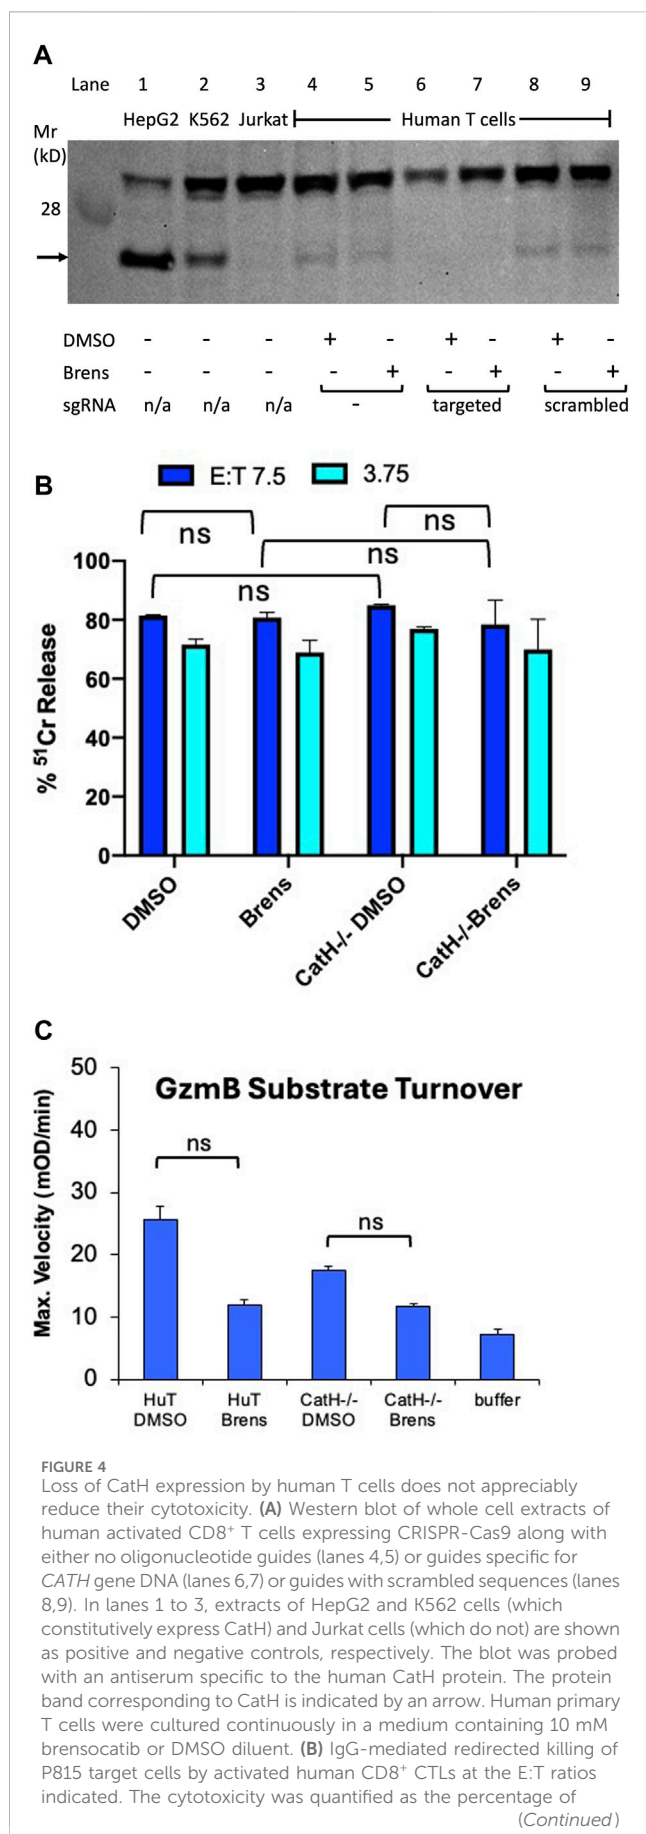 A
Lane 1 2 3 4 5 6 7 8 9
HepG2 K562 Jurkat Human T cells
Mr
(kD)
28
DMSO - - - + - + - + -
Brens - - - - + - + - +
sgRNA n/a n/a n/a - targeted scrambled
B
E:T 7.5 3.75
ns
ns
ns
ns
100
80
60
40
20
0
% 51Cr Release
DMSO
Brens
CatH-/- DMSO
CatH-/-Brens
C
GzmB Substrate Turnover
50
40
30
20
10
0
Max. Velocity (mOD/min)
ns
ns
HuT HuT CatH-/- CatH-/- buffer
DMSO Brens DMSO Brens
FIGURE 4
Loss of CatH expression by human T cells does not appreciably
reduce their cytotoxicity. (A) Western blot of whole cell extracts of
human activated CD8+ T cells expressing CRISPR-Cas9 along with
either no oligonucleotide guides (lanes 4,5) or guides specific for
CATH gene DNA (lanes 6,7) or guides with scrambled sequences (lanes
8,9). In lanes 1 to 3, extracts of HepG2 and K562 cells (which
constitutively express CatH) and Jurkat cells (which do not) are shown
as positive and negative controls, respectively. The blot was probed
with an antiserum specific to the human CatH protein. The protein
band corresponding to CatH is indicated by an arrow. Human primary
T cells were cultured continuously in a medium containing 10 mM
brensocatib or DMSO diluent. (B) IgG-mediated redirected killing of
P815 target cells by activated human CD8+ CTLs at the E:T ratios
indicated. The cytotoxicity was quantified as the percentage of
(Continued)